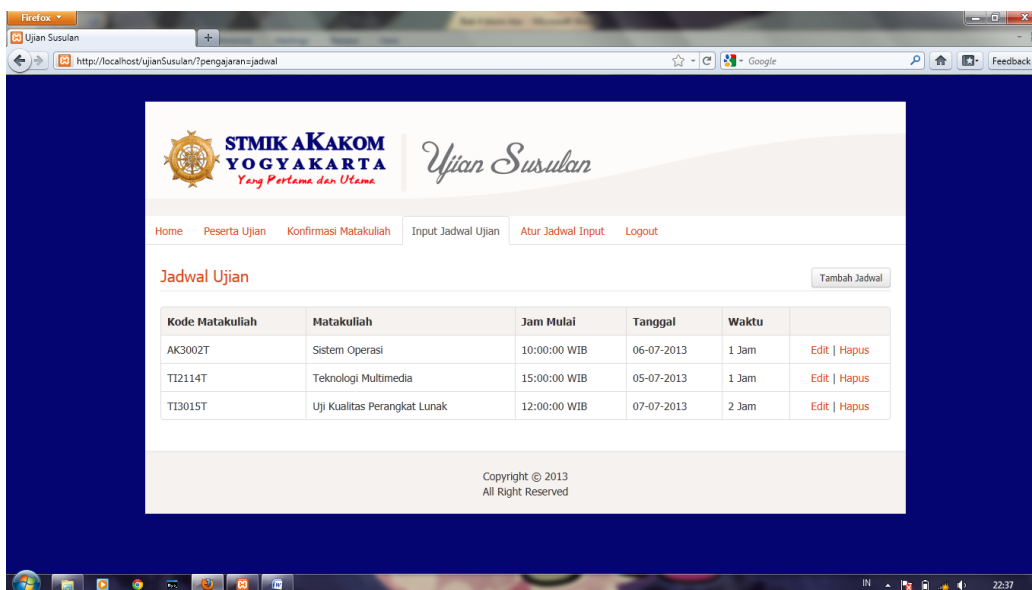 Firefox
Ujian Susulan
http://localhost/ujianSusulan/?pengajaran=jadwal
Google
Feedback
STMIK AKAKOM
YOGYAKARTA
Yang Pertama dan Utama
Ujian Susulan
Home Peserta Ujian Konfirmasi Matakuliah Input Jadwal Ujian Atur Jadwal Input Logout
Jadwal Ujian
Tambah Jadwal
Kode Matakuliah Matakuliah Jam Mulai Tanggal Waktu
AK3002T Sistem Operasi 10:00:00 WIB 06-07-2013 1 Jam Edit | Hapus
TI2114T Teknologi Multimedia 15:00:00 WIB 05-07-2013 1 Jam Edit | Hapus
TI3015T Uji Kualitas Perangkat Lunak 12:00:00 WIB 07-07-2013 2 Jam Edit | Hapus
Copyright © 2013
All Right Reserved
IN 22:37